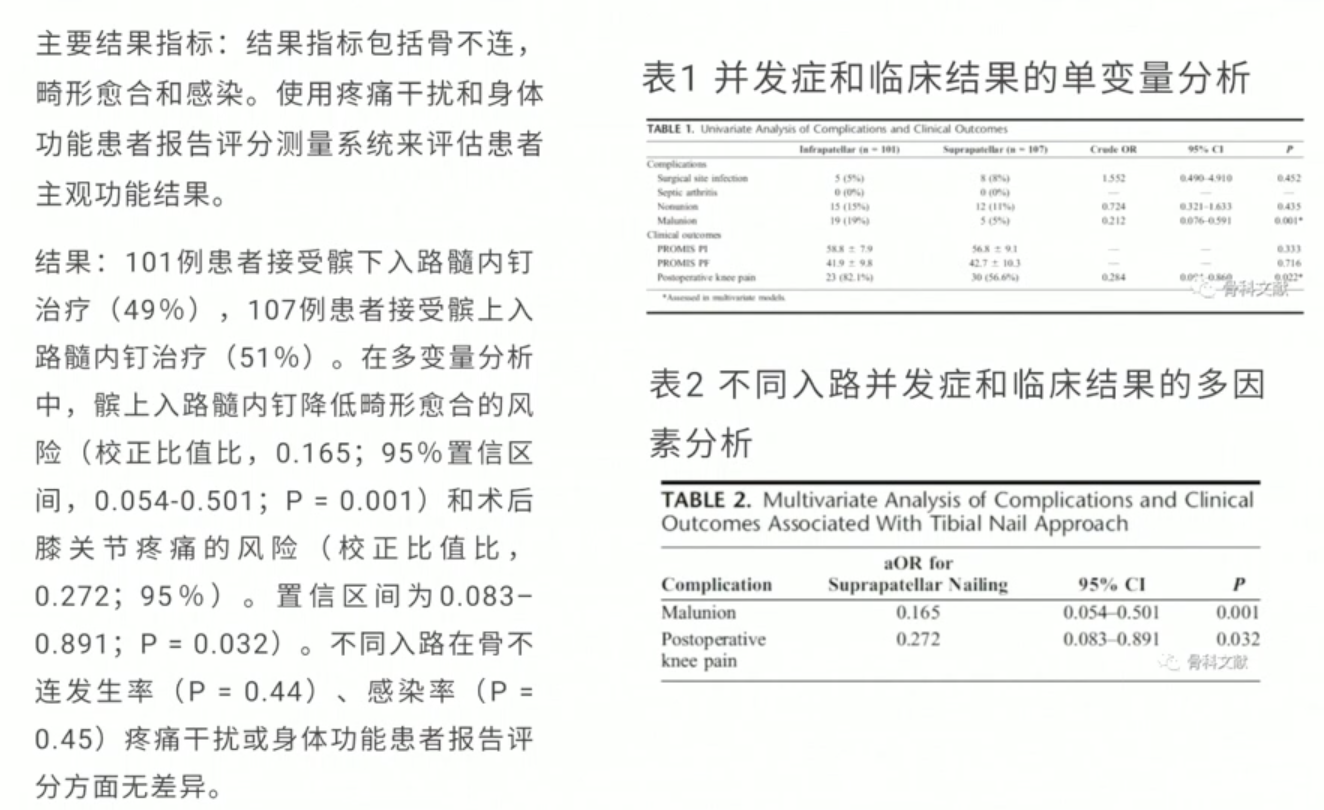 主要结果指标：结果指标包括骨不连，
畸形愈合和感染。使用疼痛干扰和身体
功能患者报告评分测量系统来评估患者
主观功能结果。
结果：101例患者接受髌下入路髓内钉
治疗（49%），107例患者接受髌上入
路髓内钉治疗（51%）。在多变量分析
中，髌上入路髓内钉降低畸形愈合的风
险（校正比值比，0.165；95%置信区
间，0.054-0.501；P = 0.001）和术后
膝关节疼痛的风险（校正比值比，
0.272；95%）。置信区间为0.083–
0.891；P = 0.032）。不同入路在骨不
连发生率（P = 0.44）、感染率（P =
0.45）疼痛干扰或身体功能患者报告评
分方面无差异。
表1 并发症和临床结果的单变量分析
TABLE 1. Univariate Analysis of Complications and Clinical Outcomes
Infrapatellar (n = 101) Suprapatellar (n = 107) Crude OR 95% CI P
Complications
Surgical site infection 5 (5%) 8 (8%) 1.552 0.490–4.910 0.452
Septic arthritis 0 (0%) 0 (0%) — — —
Nonunion 15 (15%) 12 (11%) 0.724 0.321–1.633 0.435
Malunion 19 (19%) 5 (5%) 0.212 0.076–0.591 0.001*
Clinical outcomes
PROMIS PI 58.8 ± 7.9 56.8 ± 9.1 — — 0.333
PROMIS PF 41.9 ± 9.8 42.7 ± 10.3 — — 0.716
Postoperative knee pain 23 (82.1%) 30 (56.6%) 0.284 0.022*
*Assessed in multivariate models.
骨科文献
表2 不同入路并发症和临床结果的多因
素分析
TABLE 2. Multivariate Analysis of Complications and Clinical
Outcomes Associated With Tibial Nail Approach
aOR for
Complication Suprapatellar Nailing 95% CI P
Malunion 0.165 0.054–0.501 0.001
Postoperative 0.272 0.083–0.891 0.032
knee pain
骨科文献